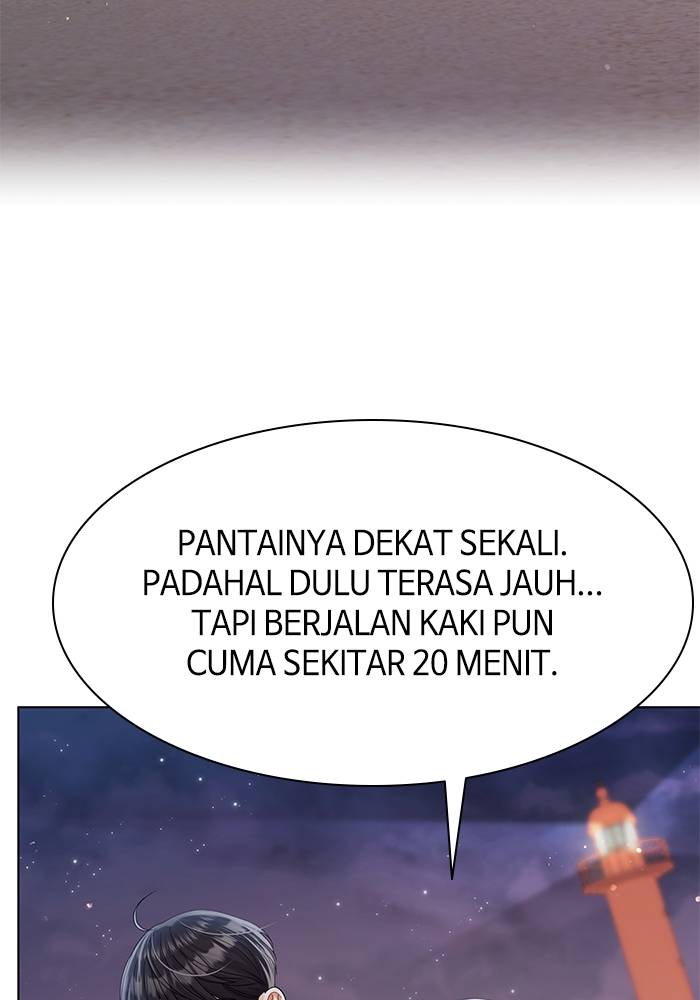 PANTAINYA DEKAT SEKALI.
PADAHAL DULU TERASA JAUH...
TAPI BERJALAN KAKI PUN
CUMA SEKITAR 20 MENIT.